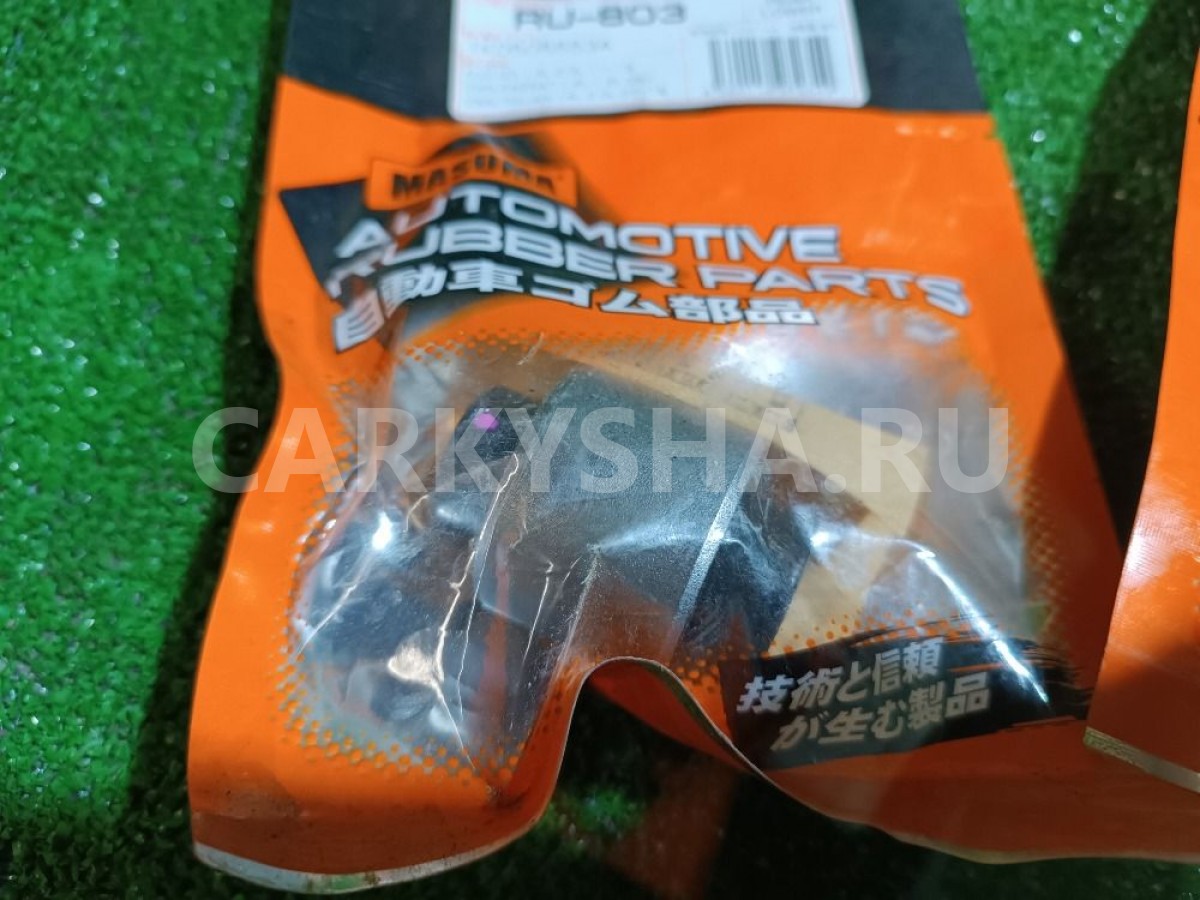 RU-803
MASUMA
AUTOMOTIVE
RUBBER PARTS
自動車ゴム部品
CARKYSHA.RU
技術と信頼
が生む製品